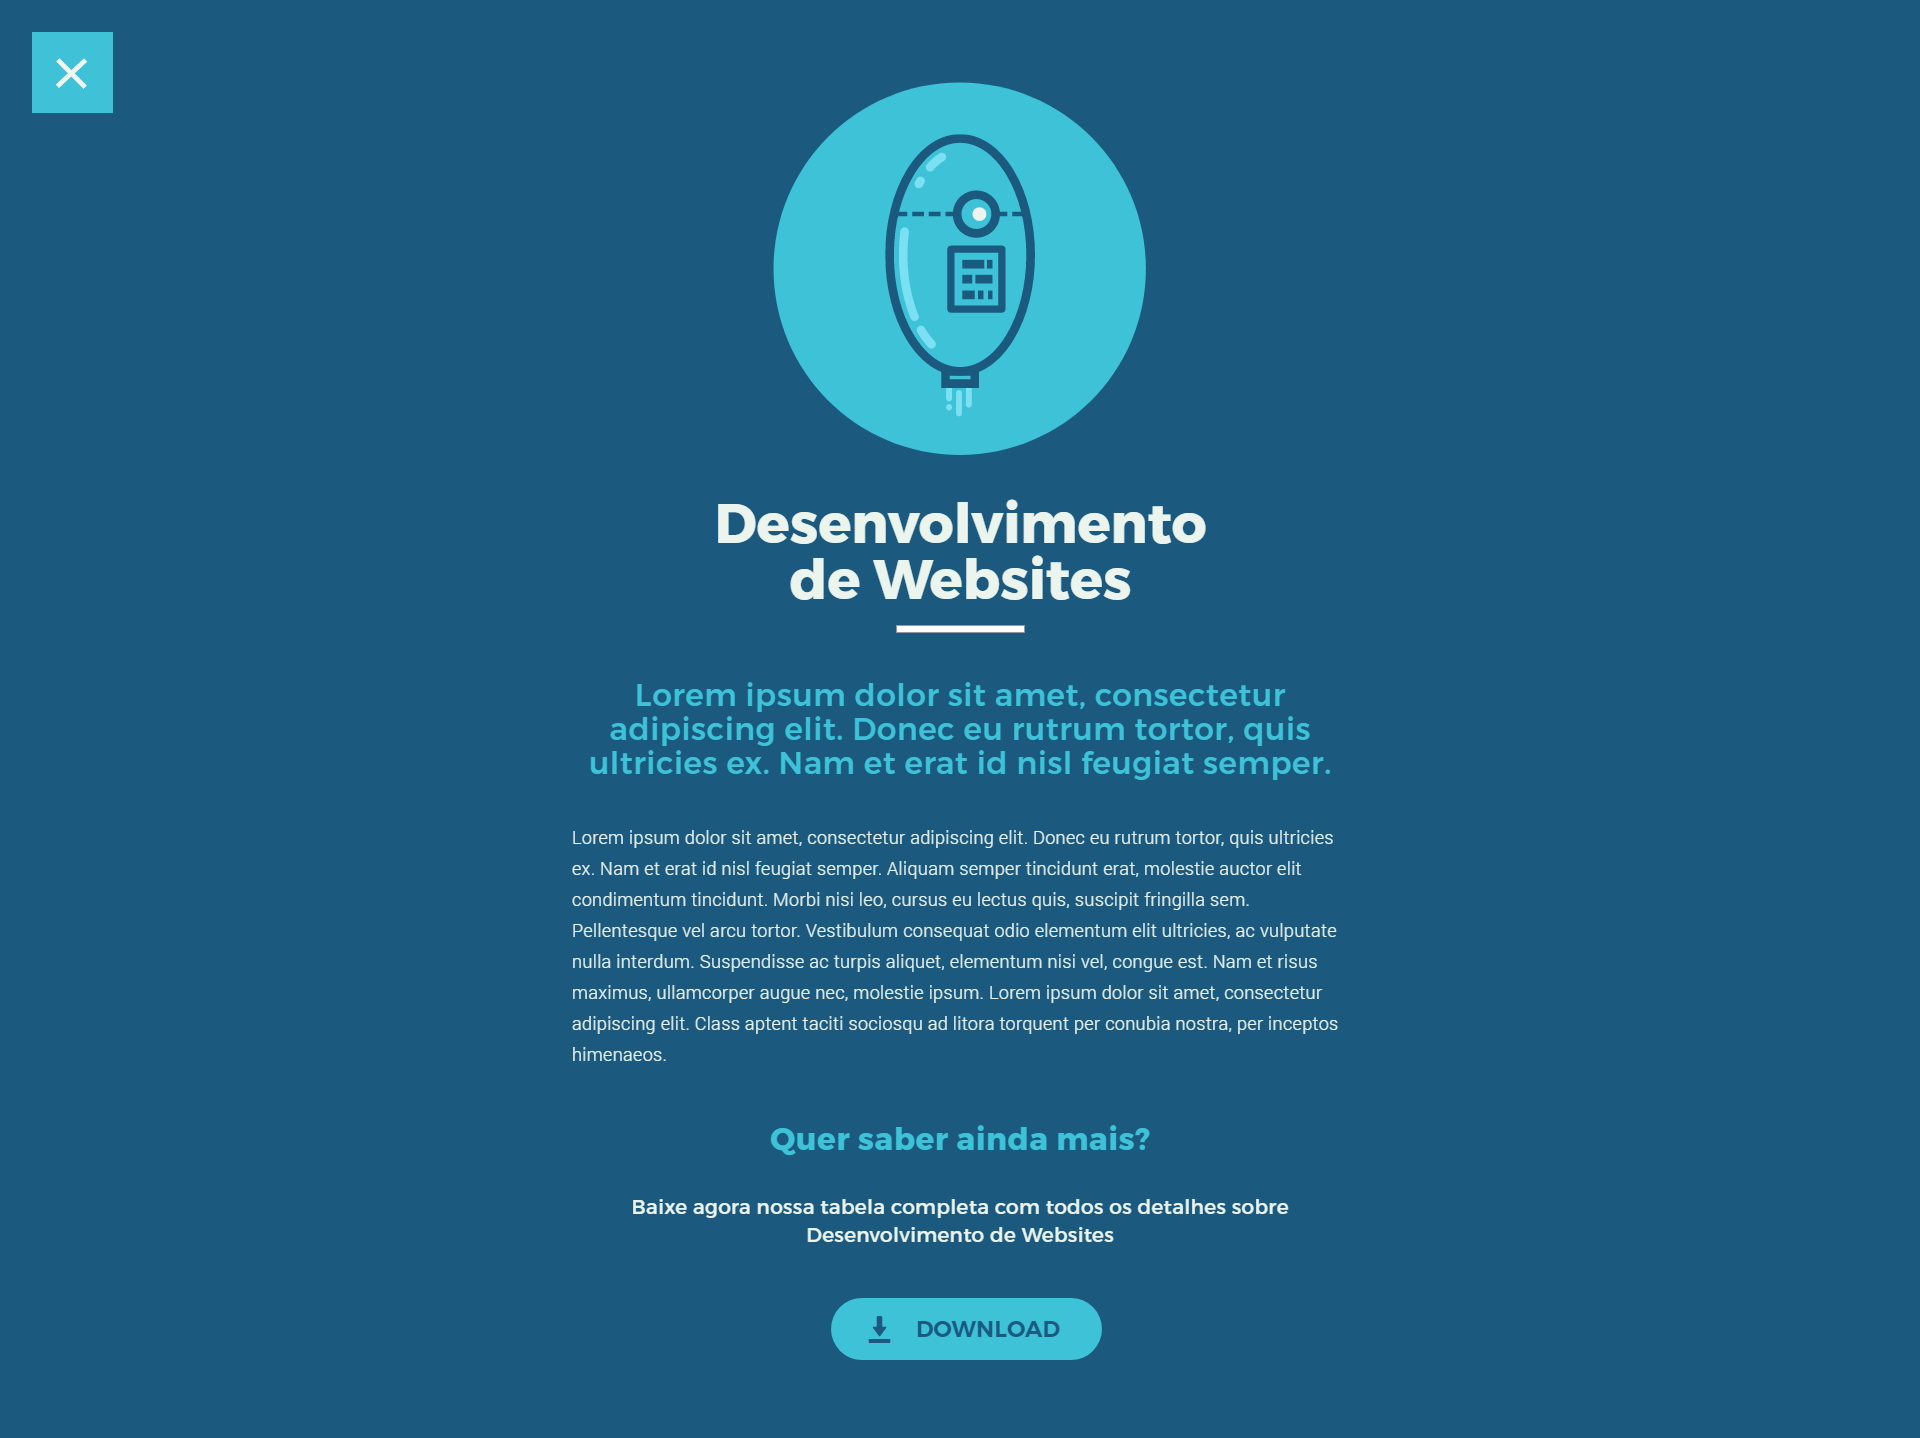 Desenvolvimento
de Websites
Lorem ipsum dolor sit amet, consectetur
adipiscing elit. Donec eu rutrum tortor, quis
ultricies ex. Nam et erat id nisl feugiat semper.
Lorem ipsum dolor sit amet, consectetur adipiscing elit. Donec eu rutrum tortor, quis ultricies
ex. Nam et erat id nisl feugiat semper. Aliquam semper tincidunt erat, molestie auctor elit
condimentum tincidunt. Morbi nisi leo, cursus eu lectus quis, suscipit fringilla sem.
Pellentesque vel arcu tortor. Vestibulum consequat odio elementum elit ultricies, ac vulputate
nulla interdum. Suspendisse ac turpis aliquet, elementum nisi vel, congue est. Nam et risus
maximus, ullamcorper augue nec, molestie ipsum. Lorem ipsum dolor sit amet, consectetur
adipiscing elit. Class aptent taciti sociosqu ad litora torquent per conubia nostra, per inceptos
himenaeos.
Quer saber ainda mais?
Baixe agora nossa tabela completa com todos os detalhes sobre
Desenvolvimento de Websites
DOWNLOAD